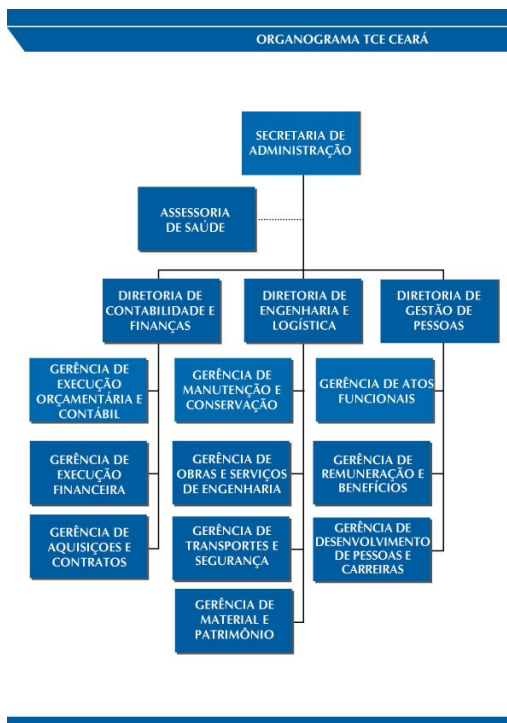 ORGANOGRAMA TCE CEARÁ
SECRETARIA DE
ADMINISTRAÇÃO
ASSESSORIA
DE SAÚDE
DIRETORIA DE
CONTABILIDADE E
FINANÇAS
DIRETORIA DE
ENGENHARIA E
LOGÍSTICA
DIRETORIA DE
GESTÃO DE
PESSOAS
GERÊNCIA DE
EXECUÇÃO
ORÇAMENTÁRIA E
CONTÁBIL
GERÊNCIA DE
MANUTENÇÃO E
CONSERVAÇÃO
GERÊNCIA DE ATOS
FUNCIONAIS
GERÊNCIA DE
EXECUÇÃO
FINANCEIRA
GERÊNCIA DE
OBRAS E SERVIÇOS
DE ENGENHARIA
GERÊNCIA DE
REMUNERAÇÃO E
BENEFÍCIOS
GERÊNCIA DE
AQUISIÇOES E
CONTRATOS
GERÊNCIA DE
TRANSPORTES E
SEGURANÇA
GERÊNCIA DE
DESENVOLVIMENTO
DE PESSOAS E
CARREIRAS
GERÊNCIA DE
MATERIAL E
PATRIMÔNIO